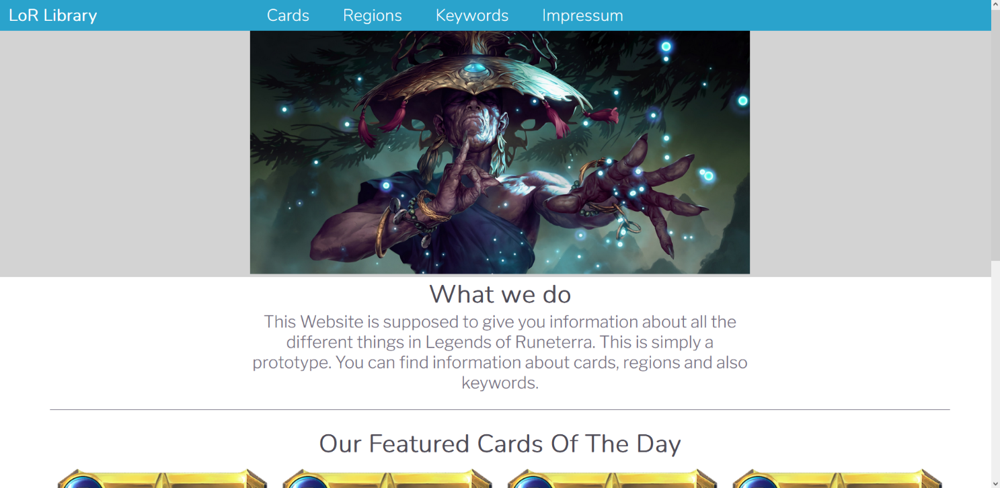 LoR Library Cards Regions Keywords Impressum
What we do
This Website is supposed to give you information about all the
different things in Legends of Runeterra. This is simply a
prototype. You can find information about cards, regions and also
keywords.
Our Featured Cards Of The Day